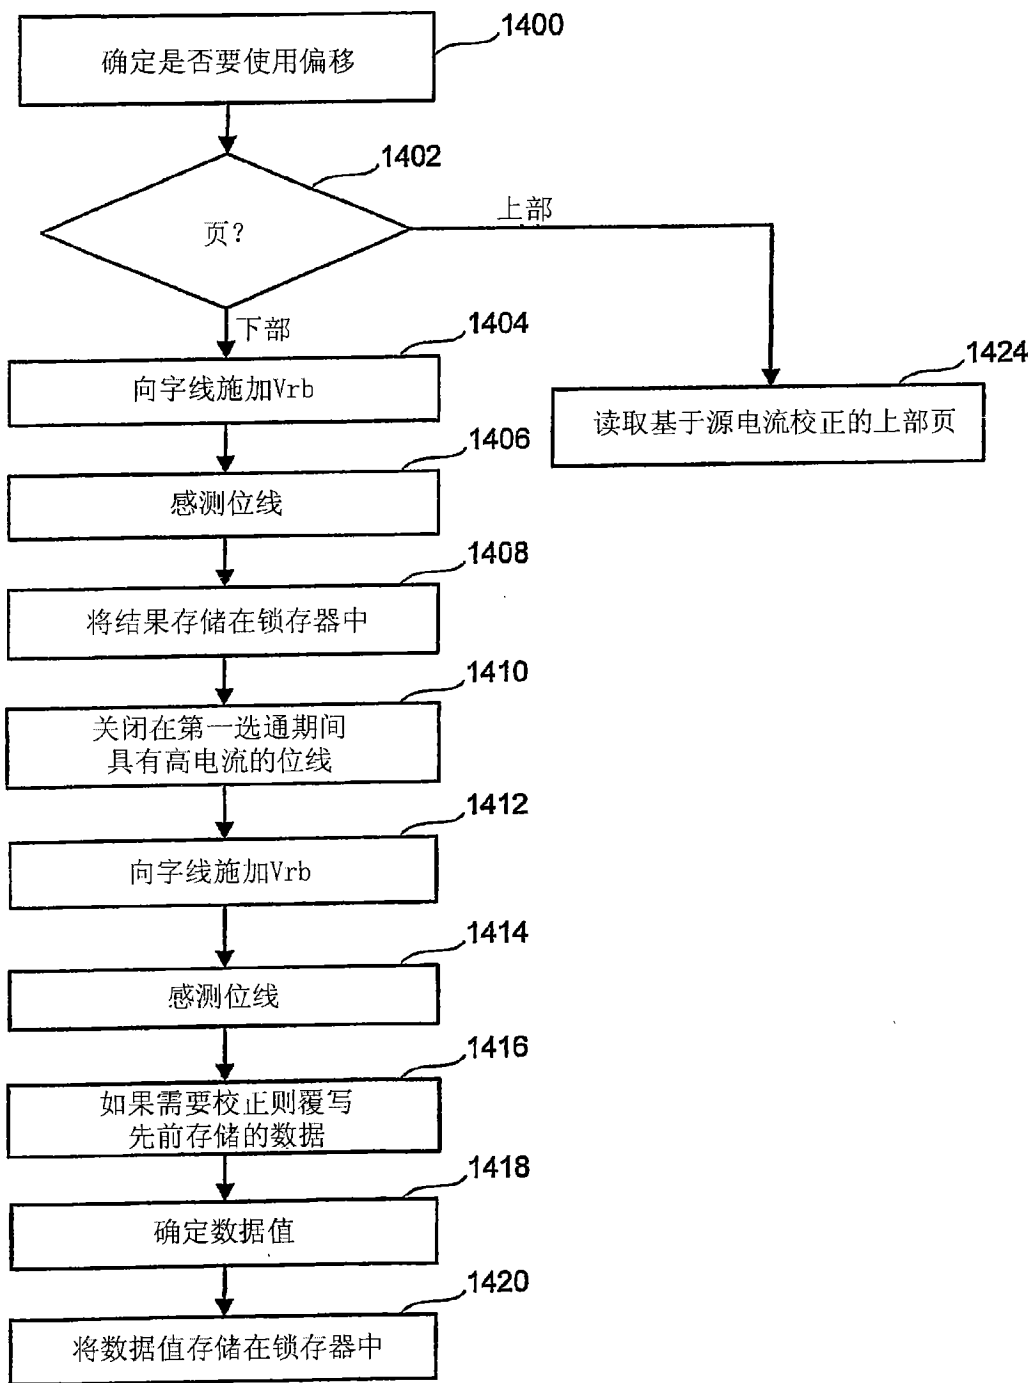 1400
确定是否要使用偏移
1402
页?
上部
下部
1404
向字线施加Vrb
1424
读取基于源电流校正的上部页
1406
感测位线
1408
将结果存储在锁存器中
1410
关闭在第一选通期间
具有高电流的位线
1412
向字线施加Vrb
1414
感测位线
1416
如果需要校正则覆写
先前存储的数据
1418
确定数据值
1420
将数据值存储在锁存器中